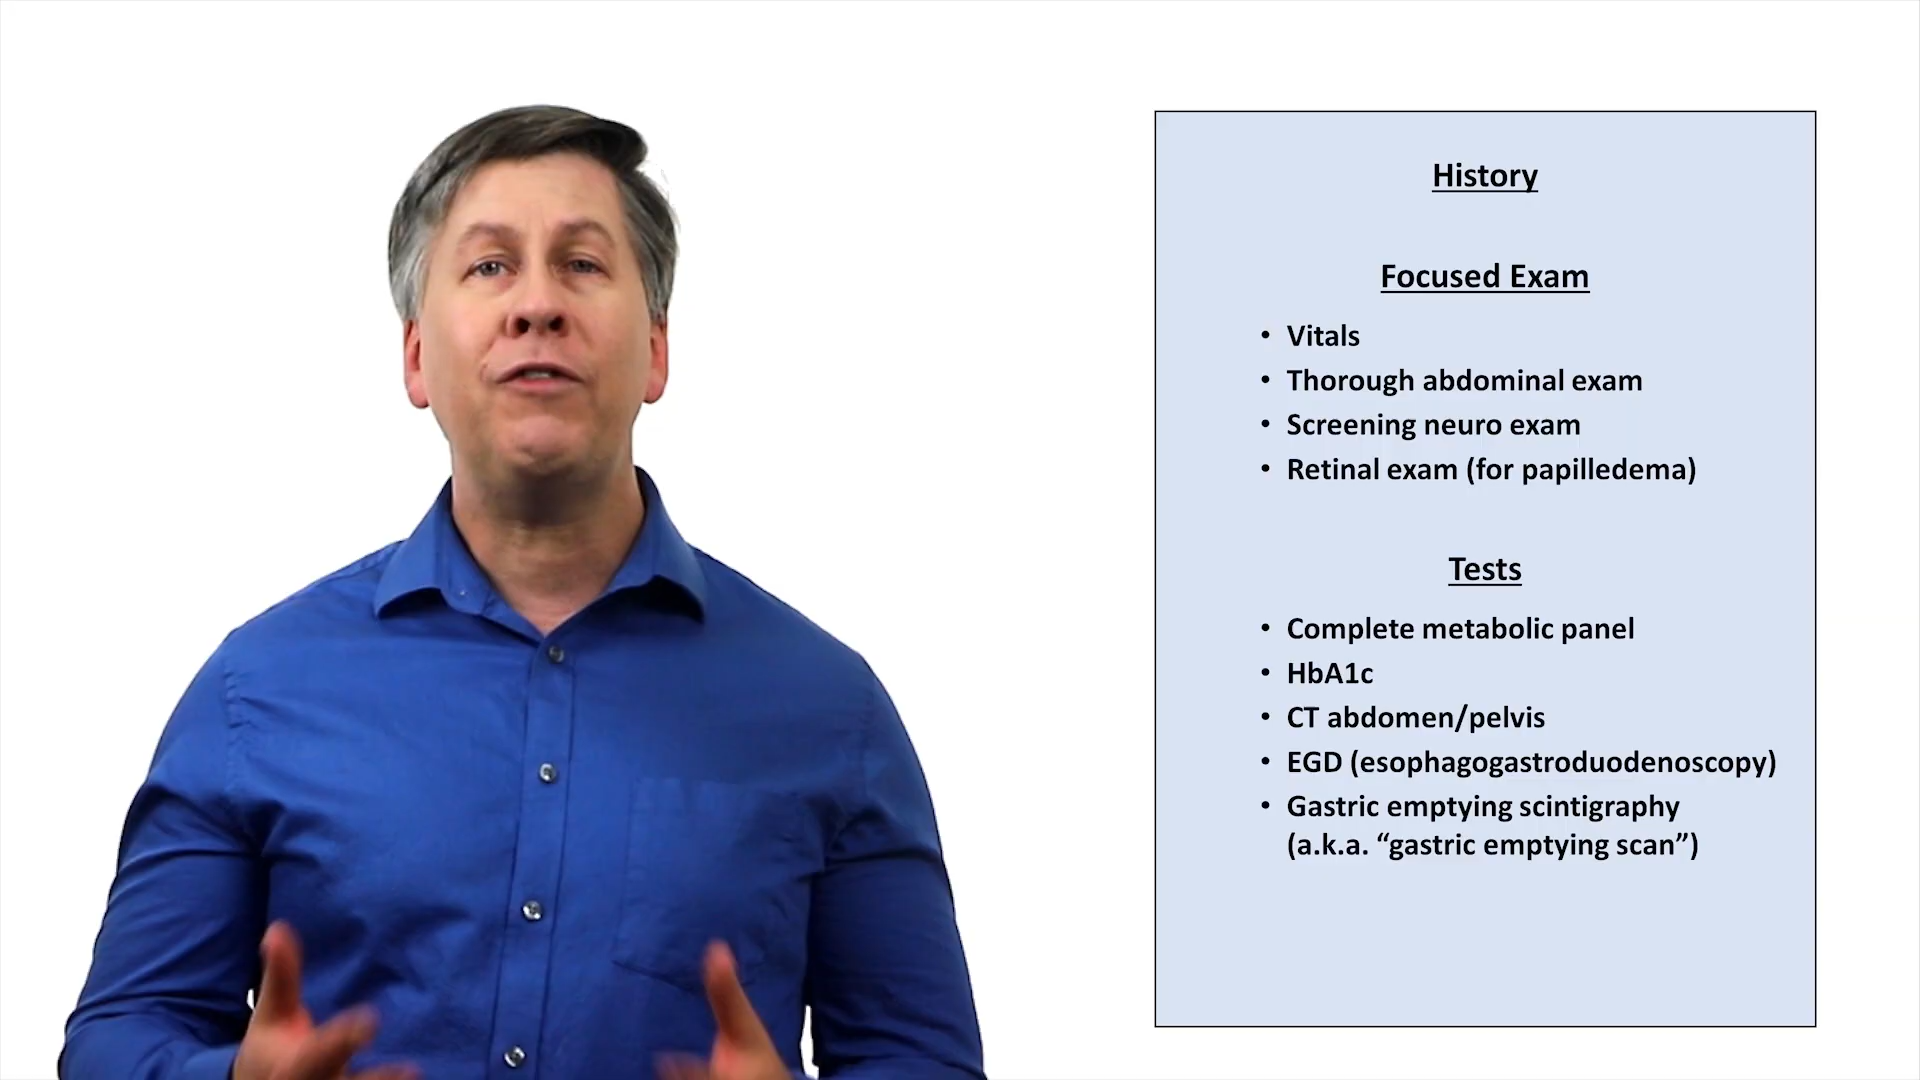 History
Focused Exam
• Vitals
• Thorough abdominal exam
• Screening neuro exam
• Retinal exam (for papilledema)
Tests
• Complete metabolic panel
• HbA1c
• CT abdomen/pelvis
• EGD (esophagogastroduodenoscopy)
• Gastric emptying scintigraphy
(a.k.a. “gastric emptying scan”)